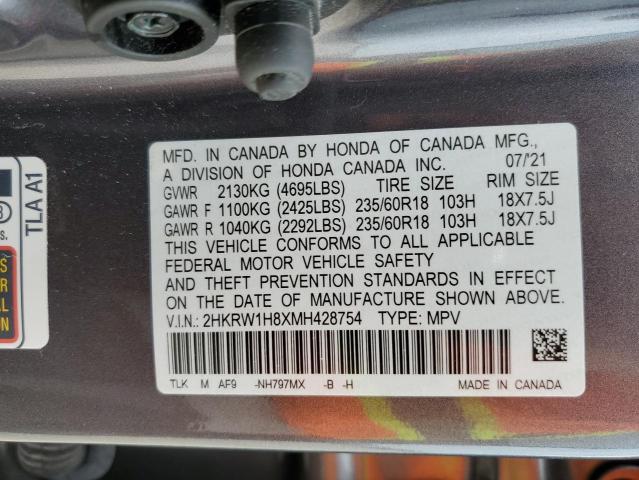 MFD. IN CANADA BY HONDA OF CANADA MFG.,
A DIVISION OF HONDA CANADA INC. 07/21
GVWR 2130KG (4695LBS) TIRE SIZE RIM SIZE
GAWR F 1100KG (2425LBS) 235/60R18 103H 18X7.5J
GAWR R 1040KG (2292LBS) 235/60R18 103H 18X7.5J
THIS VEHICLE CONFORMS TO ALL APPLICABLE
FEDERAL MOTOR VEHICLE SAFETY
AND THEFT PREVENTION STANDARDS IN EFFECT
ON THE DATE OF MANUFACTURE SHOWN ABOVE.
V.I.N.: 2HKRW1H8XMH428754 TYPE: MPV
TLK M AF9 -NH797MX -B -H MADE IN CANADA
TLA A1